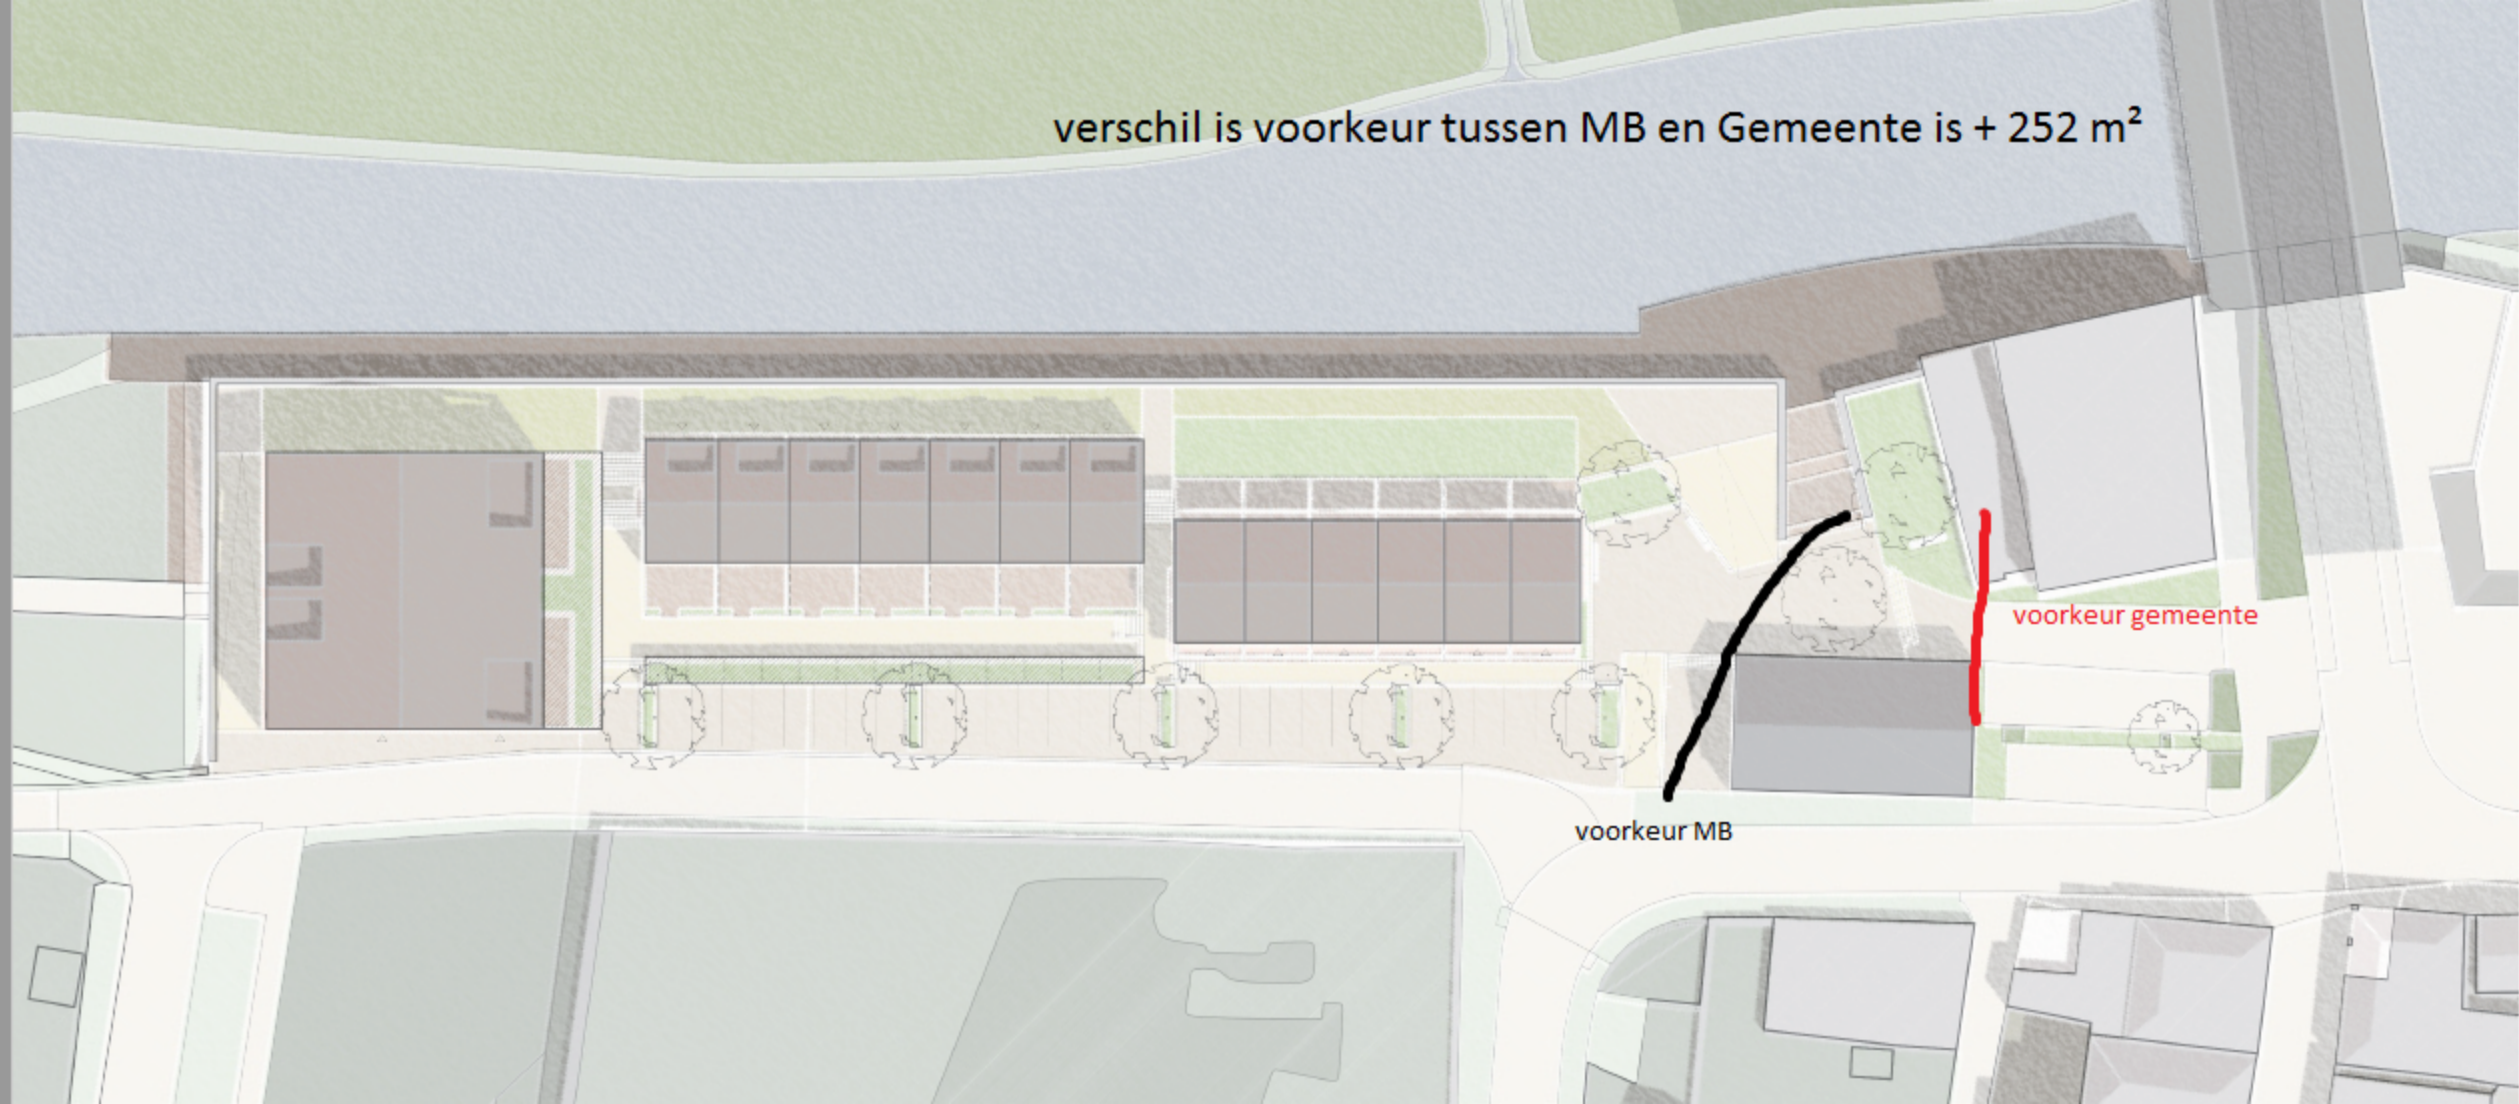 verschil is voorkeur tussen MB en Gemeente is + 252 m²
voorkeur gemeente
voorkeur MB